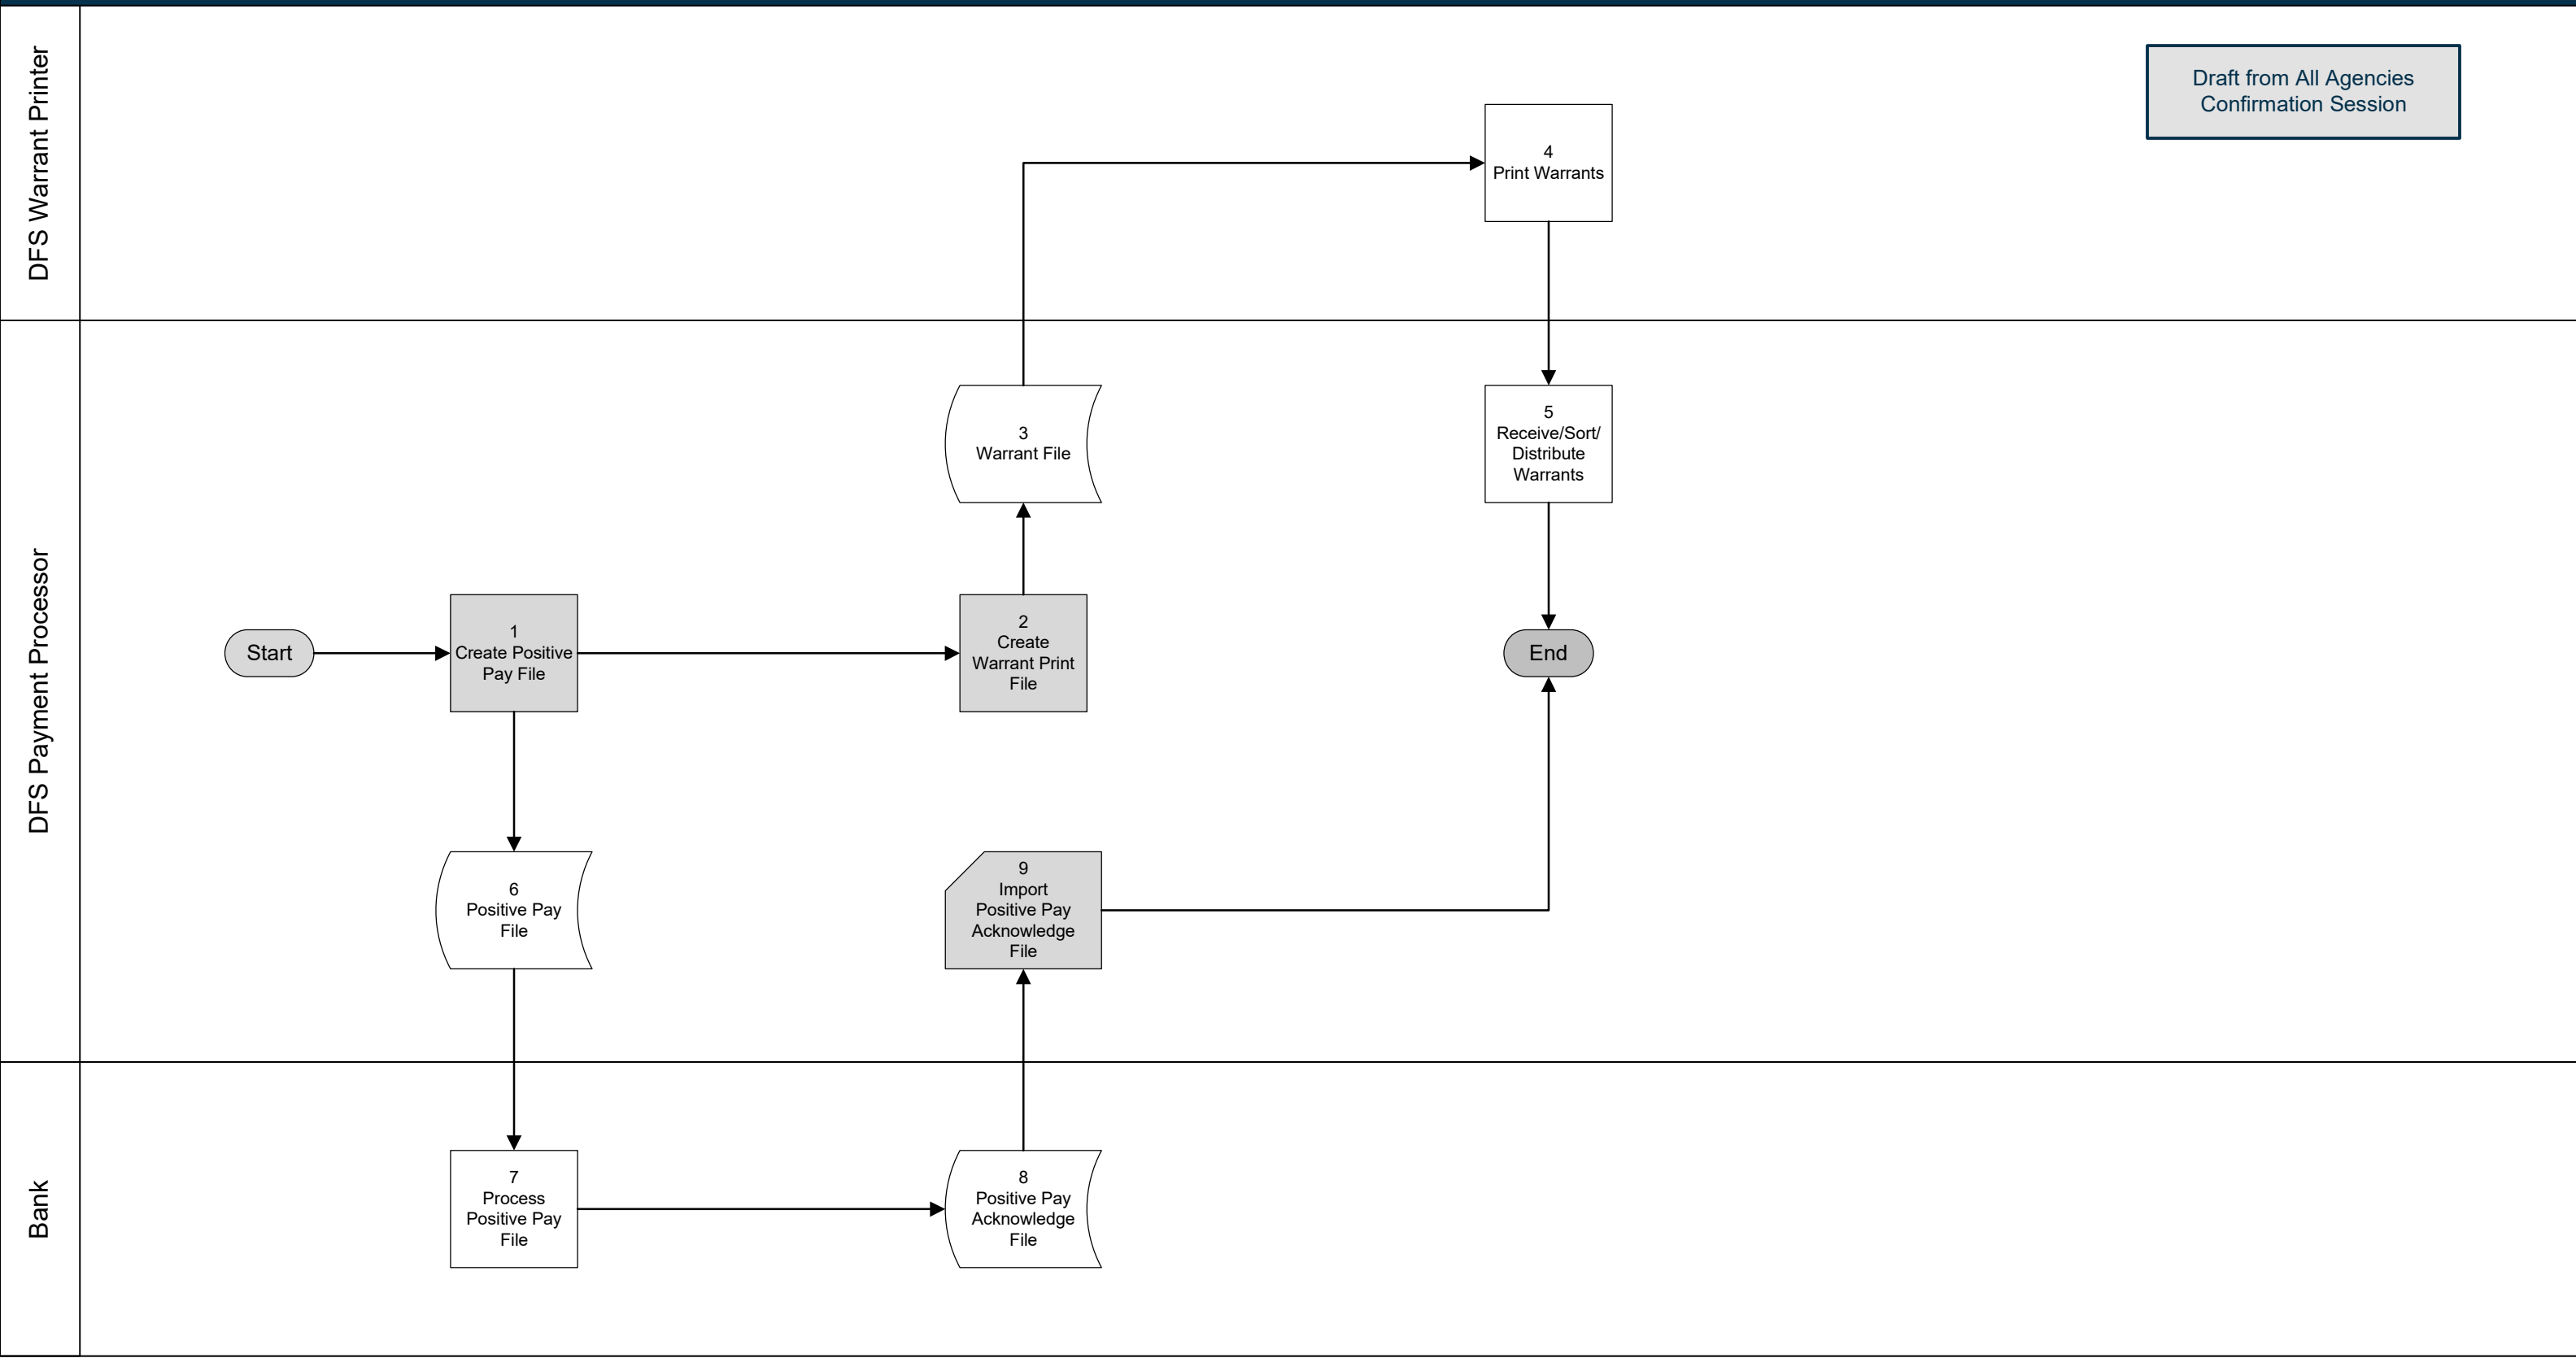 DFS Warrant Printer
Draft from All Agencies
Confirmation Session
4
Print Warrants
DFS Payment Processor
3
Warrant File
5
Receive/Sort/
Distribute
Warrants
Start
1
Create Positive
Pay File
2
Create
Warrant Print
File
End
6
Positive Pay
File
9
Import
Positive Pay
Acknowledge
File
Bank
7
Process
Positive Pay
File
8
Positive Pay
Acknowledge
File